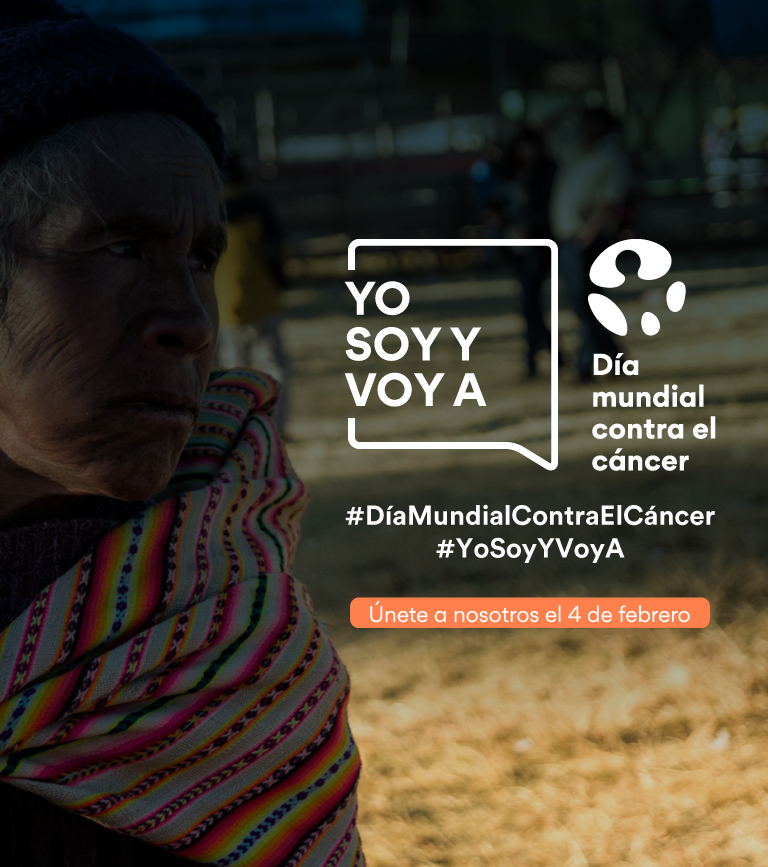 YO
SOY Y
VOY A
Día
mundial
contra el
cáncer
#DíaMundialContraElCáncer
#YoSoyYVoyA
Únete a nosotros el 4 de febrero